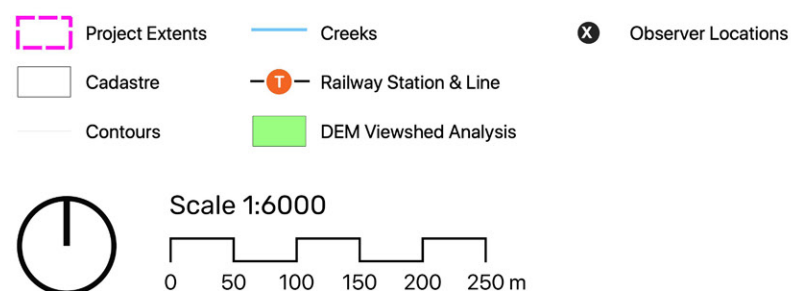 Project Extents
Creeks
X
Observer Locations
Cadastre
T
Railway Station & Line
Contours
DEM Viewshed Analysis
Scale 1:6000
0 50 100 150 200 250 m